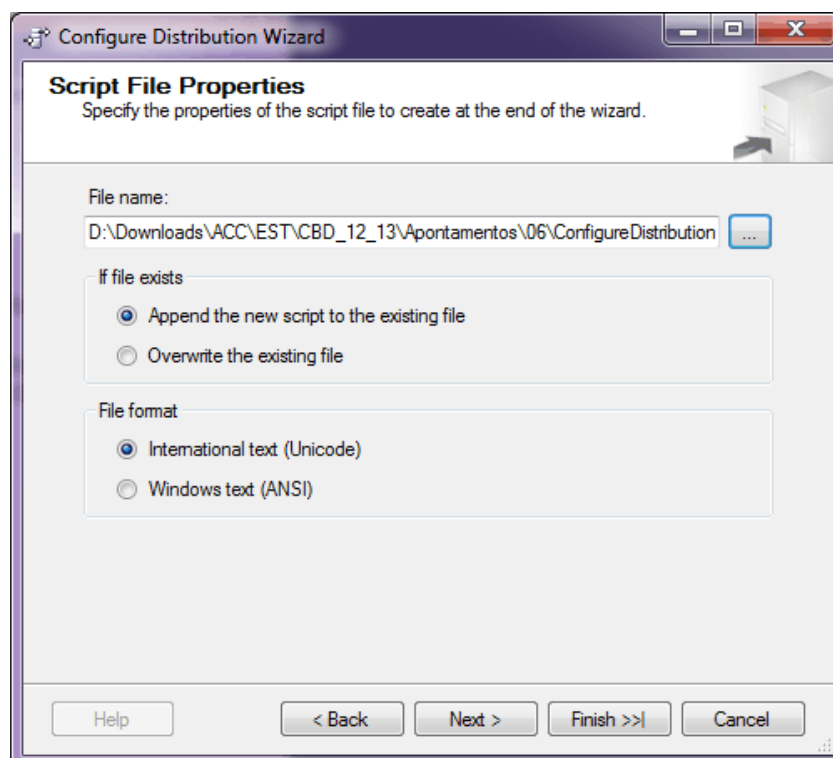 Configure Distribution Wizard
Script File Properties
Specify the properties of the script file to create at the end of the wizard.
File name:
D:\Downloads\ACC\EST\CBD_12_13\Apontamentos\06\ConfigureDistribution
...
If file exists
Append the new script to the existing file
Overwrite the existing file
File format
International text (Unicode)
Windows text (ANSI)
Help
< Back
Next >
Finish >>|
Cancel